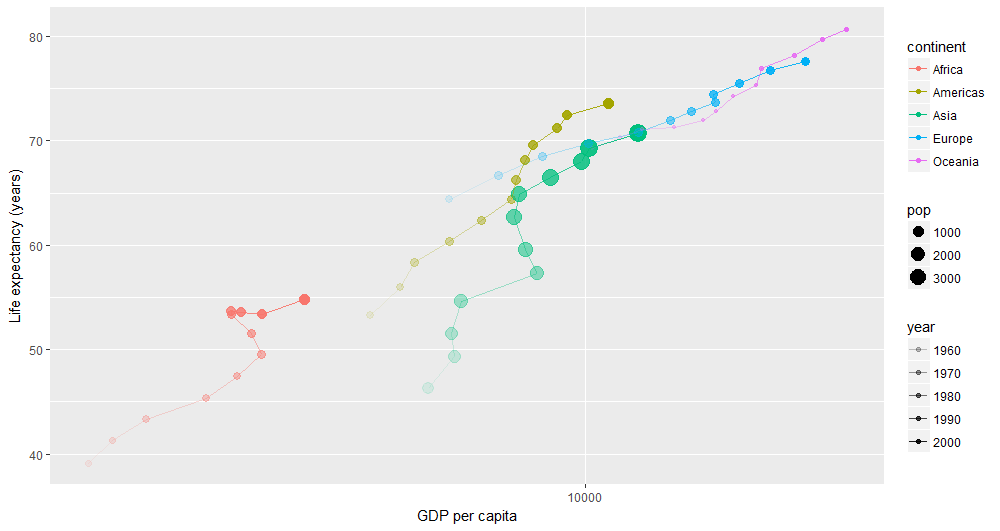 80
70
60
50
40
Life expectancy (years)
10000
GDP per capita
continent
Africa
Americas
Asia
Europe
Oceania
pop
1000
2000
3000
year
1960
1970
1980
1990
2000